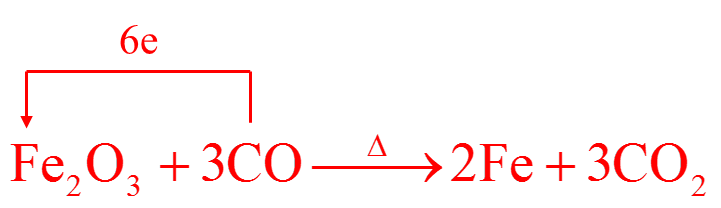 6e
Fe₂O₃ + 3CO —Δ→ 2Fe + 3CO₂